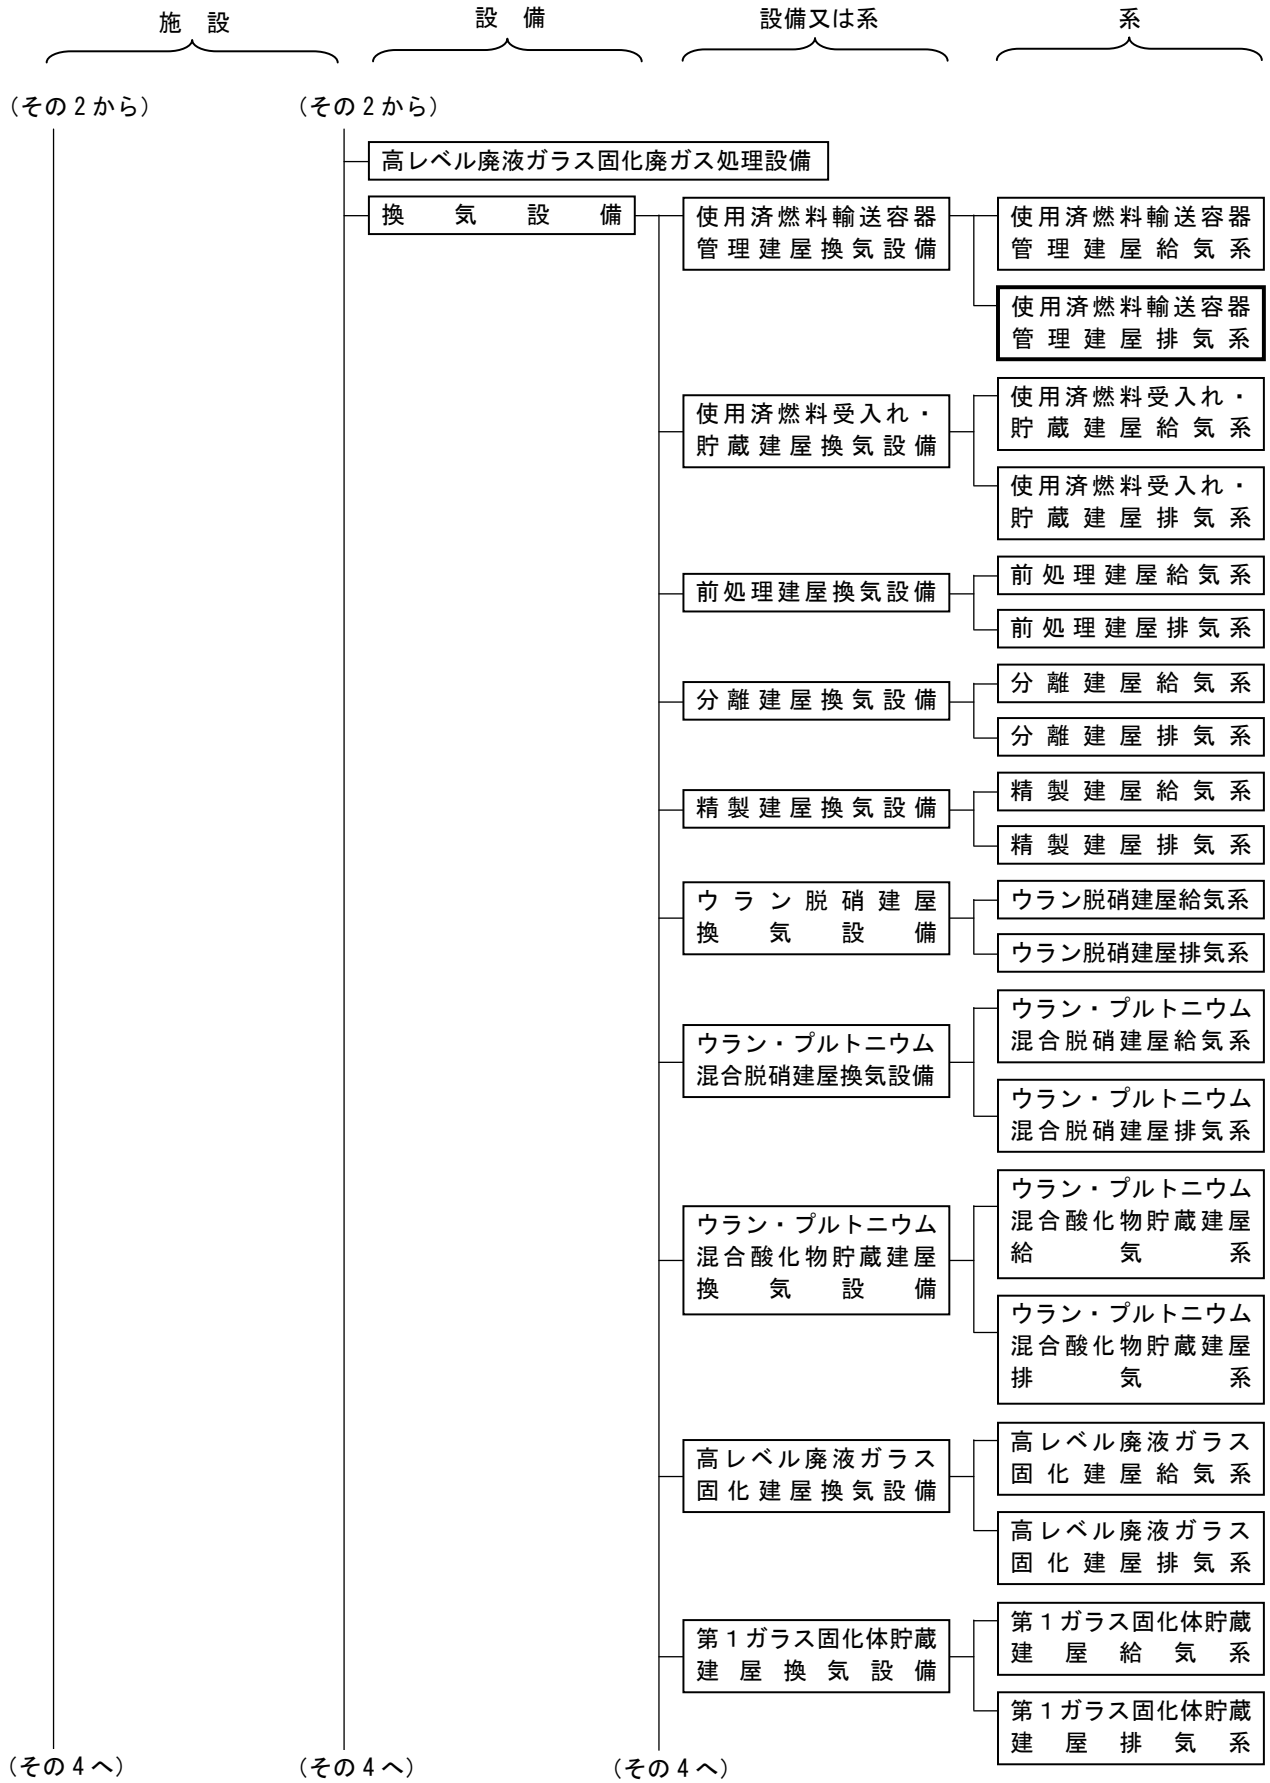 施　設
設　備
設備又は系
系
（その２から）
（その２から）
高レベル廃液ガラス固化廃ガス処理設備
換気設備
使用済燃料輸送容器
管理建屋換気設備
使用済燃料輸送容器
管理建屋給気系
使用済燃料輸送容器
管理建屋排気系
使用済燃料受入れ・
貯蔵建屋換気設備
使用済燃料受入れ・
貯蔵建屋給気系
使用済燃料受入れ・
貯蔵建屋排気系
前処理建屋換気設備
前処理建屋給気系
前処理建屋排気系
分離建屋換気設備
分離建屋給気系
分離建屋排気系
精製建屋換気設備
精製建屋給気系
精製建屋排気系
ウラン脱硝建屋
換気設備
ウラン脱硝建屋給気系
ウラン脱硝建屋排気系
ウラン・プルトニウム
混合脱硝建屋換気設備
ウラン・プルトニウム
混合脱硝建屋給気系
ウラン・プルトニウム
混合脱硝建屋排気系
ウラン・プルトニウム
混合酸化物貯蔵建屋
換気設備
ウラン・プルトニウム
混合酸化物貯蔵建屋
給気系
ウラン・プルトニウム
混合酸化物貯蔵建屋
排気系
高レベル廃液ガラス
固化建屋換気設備
高レベル廃液ガラス
固化建屋給気系
高レベル廃液ガラス
固化建屋排気系
第１ガラス固化体貯蔵
建屋換気設備
第１ガラス固化体貯蔵
建屋給気系
第１ガラス固化体貯蔵
建屋排気系
（その４へ）
（その４へ）
（その４へ）